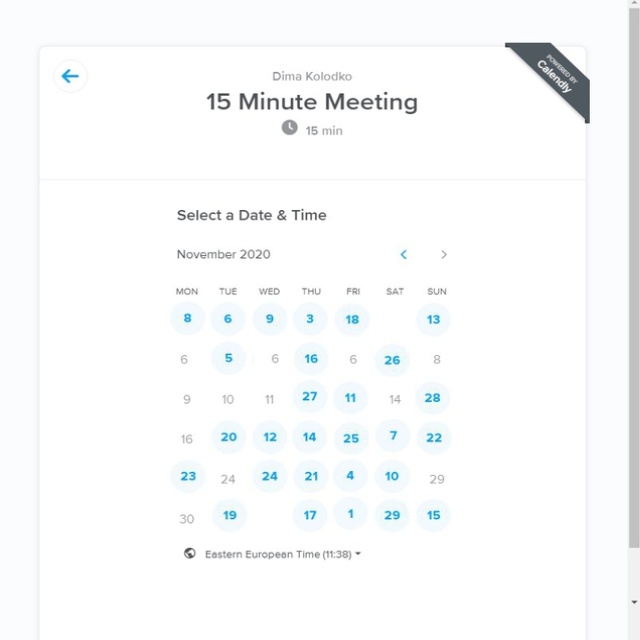 POWERED BY
Calendly
Dima Kolodko
15 Minute Meeting
15 min
Select a Date & Time
November 2020
MON TUE WED THU FRI SAT SUN
8 6 9 3 18 13
6 5 6 16 6 26 8
9 10 11 27 11 14 28
16 20 12 14 25 7 22
23 24 24 21 4 10 29
30 19 17 1 29 15
Eastern European Time (11:38)